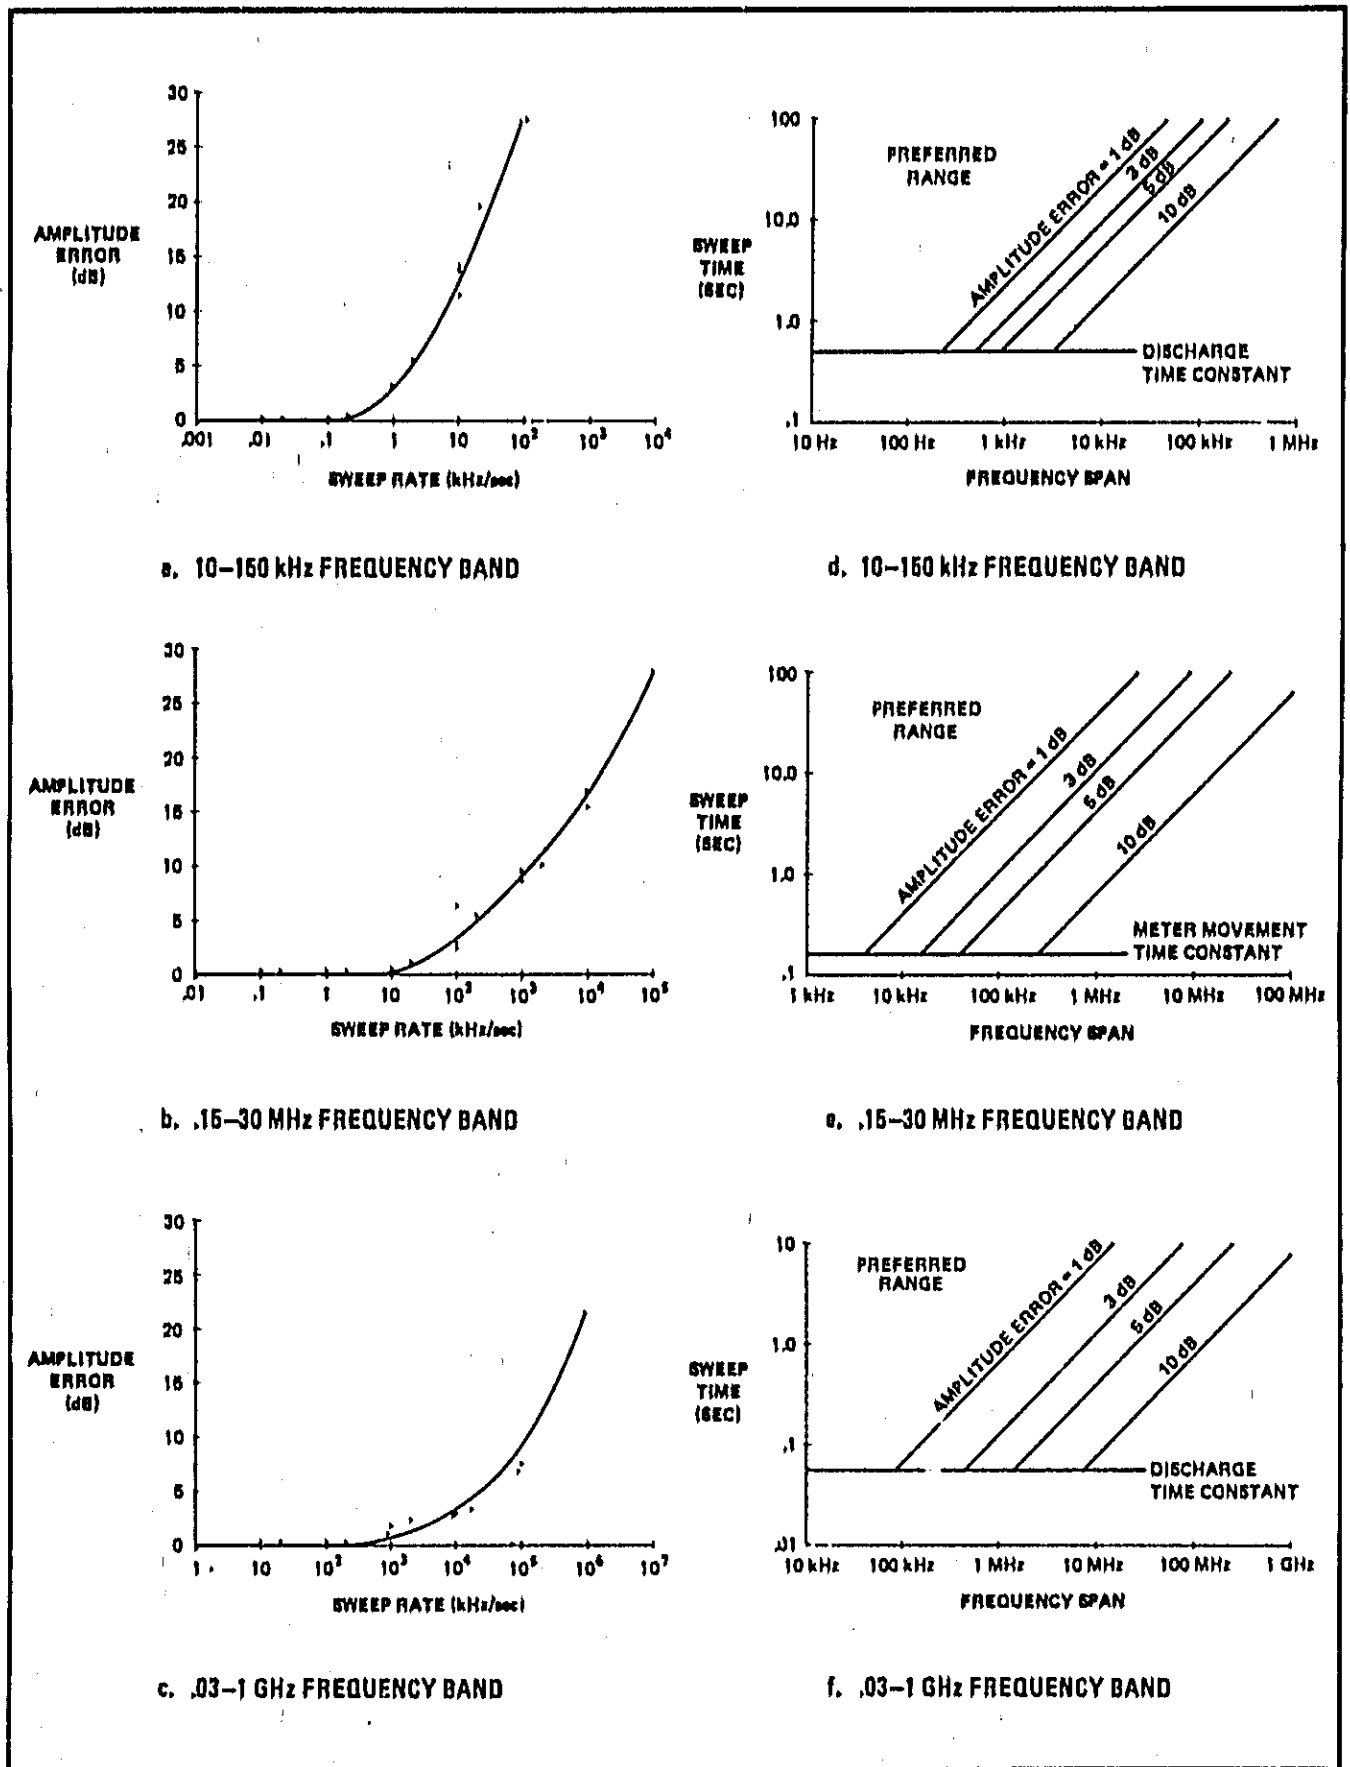 30
25
20
15
10
5
0
AMPLITUDE
ERROR
(dB)
.001 .01 .1 1 10 10² 10³ 10⁴
SWEEP RATE (kHz/sec)
a. 10–150 kHz FREQUENCY BAND
100
10.0
1.0
.1
SWEEP
TIME
(SEC)
PREFERRED
RANGE
AMPLITUDE ERROR = 1 dB
3 dB
5 dB
10 dB
DISCHARGE
TIME CONSTANT
10 Hz 100 Hz 1 kHz 10 kHz 100 kHz 1 MHz
FREQUENCY SPAN
d. 10–150 kHz FREQUENCY BAND
30
25
20
15
10
5
0
AMPLITUDE
ERROR
(dB)
.01 .1 1 10 10² 10³ 10⁴ 10⁵
SWEEP RATE (kHz/sec)
b. .15–30 MHz FREQUENCY BAND
100
10.0
1.0
.1
SWEEP
TIME
(SEC)
PREFERRED
RANGE
AMPLITUDE ERROR = 1 dB
3 dB
5 dB
10 dB
METER MOVEMENT
TIME CONSTANT
1 kHz 10 kHz 100 kHz 1 MHz 10 MHz 100 MHz
FREQUENCY SPAN
e. .15–30 MHz FREQUENCY BAND
30
25
20
15
10
5
0
AMPLITUDE
ERROR
(dB)
1 10 10² 10³ 10⁴ 10⁵ 10⁶ 10⁷
SWEEP RATE (kHz/sec)
c. .03–1 GHz FREQUENCY BAND
10
1.0
.1
.01
SWEEP
TIME
(SEC)
PREFERRED
RANGE
AMPLITUDE ERROR = 1 dB
3 dB
5 dB
10 dB
DISCHARGE
TIME CONSTANT
10 kHz 100 kHz 1 MHz 10 MHz 100 MHz 1 GHz
FREQUENCY SPAN
f. .03–1 GHz FREQUENCY BAND